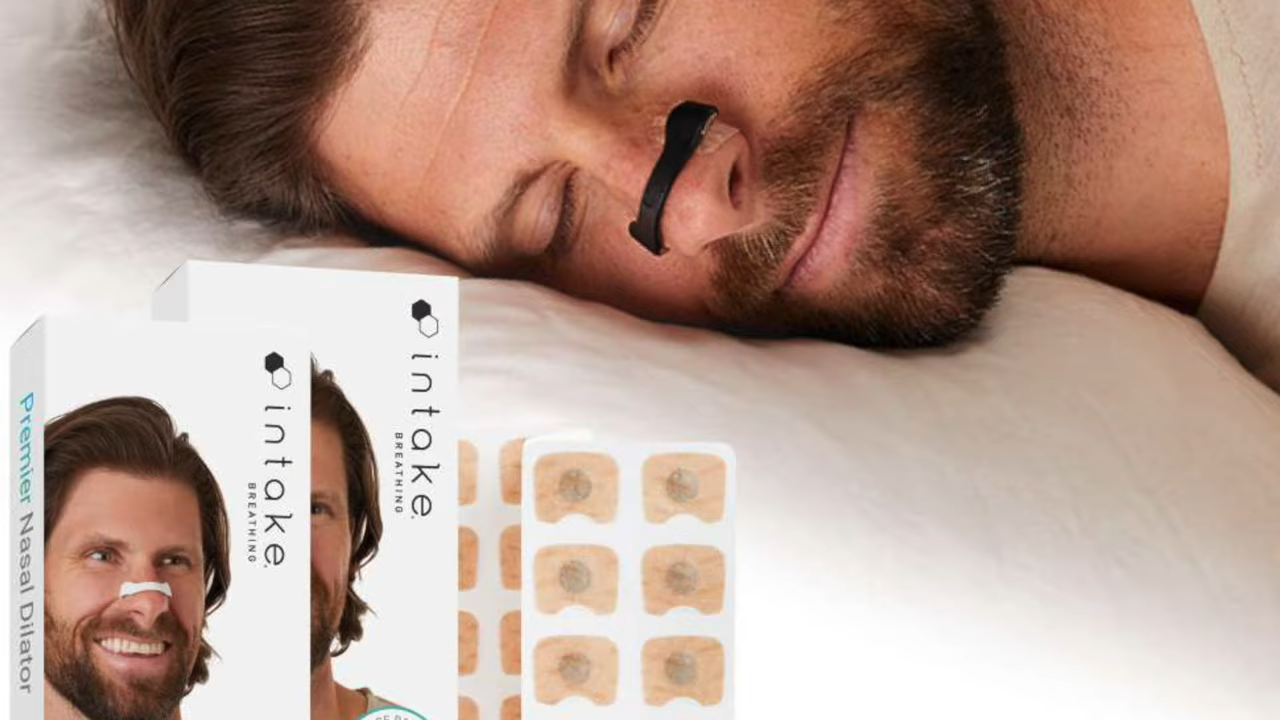 Premier Nasal Dilator
intake.
BREATHING
intake.
BREATHING